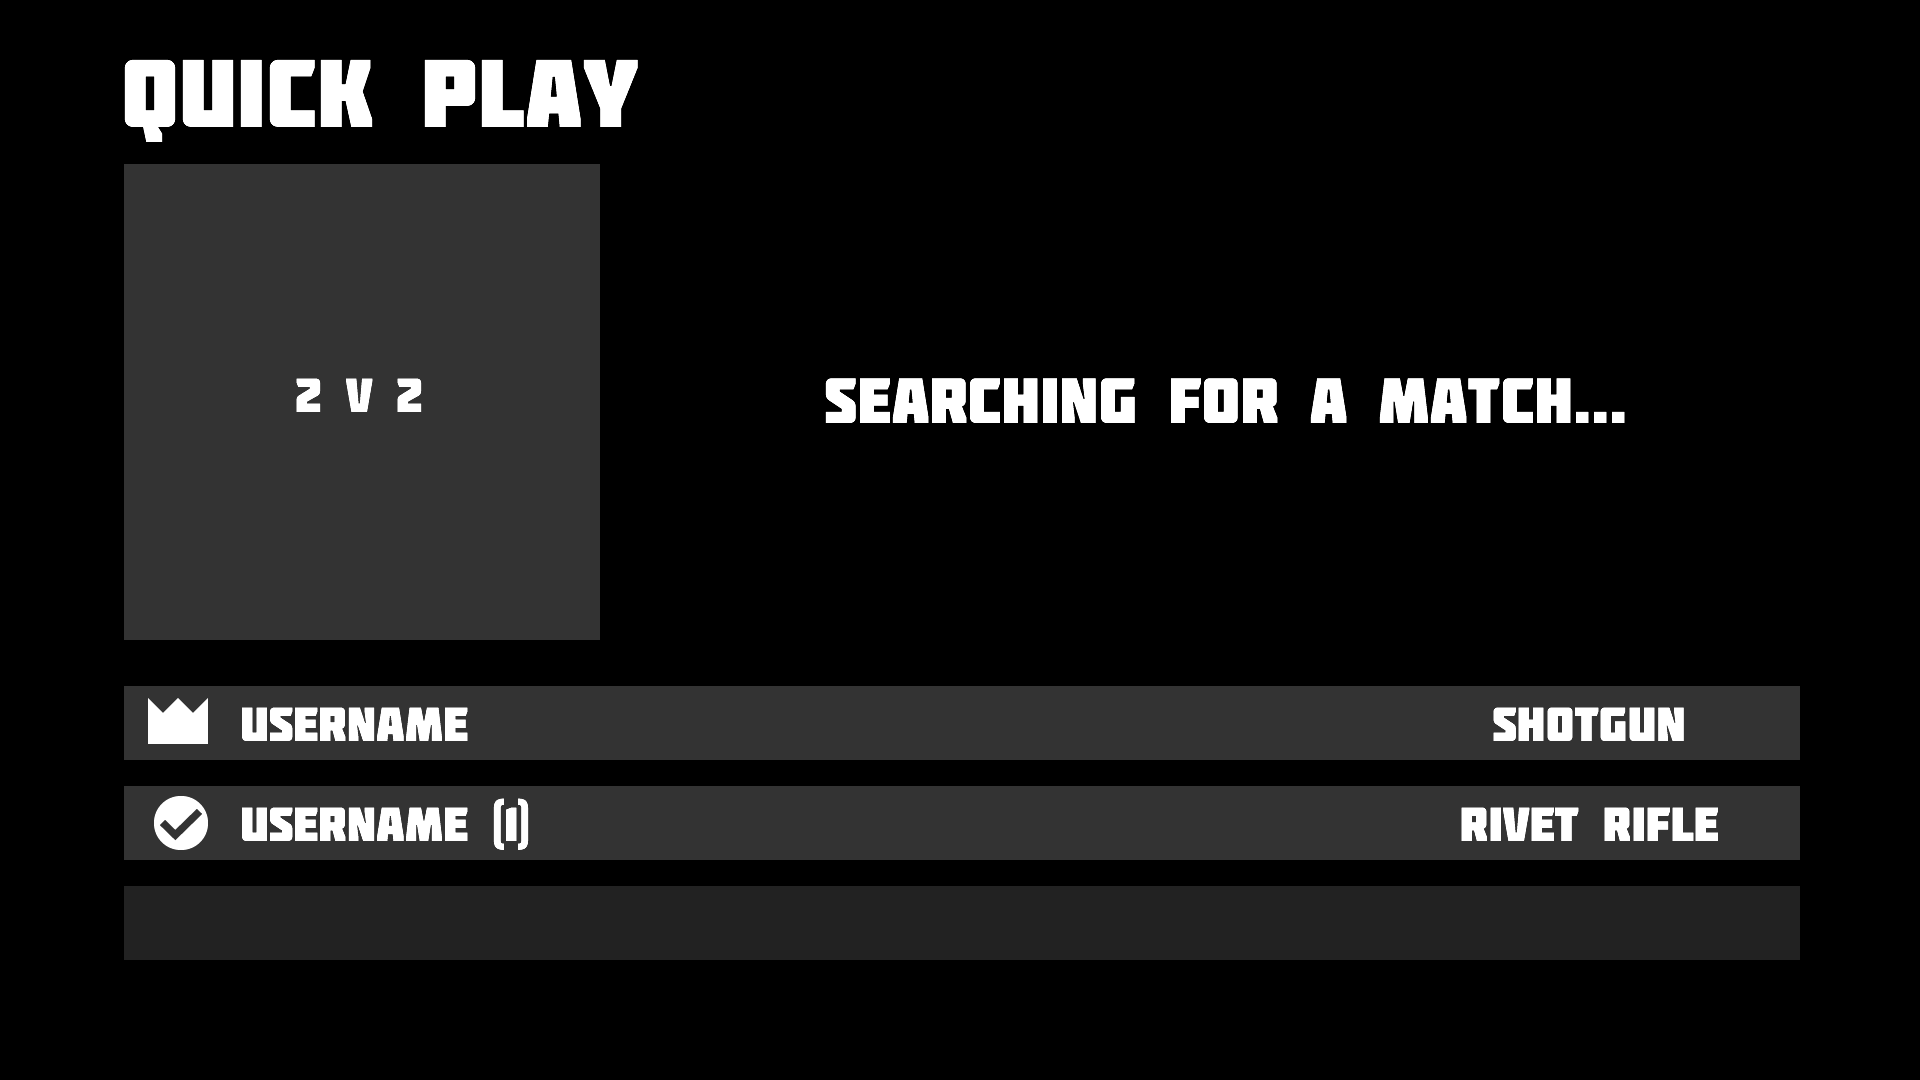 QUICK PLAY
2 V 2
SEARCHING FOR A MATCH...
USERNAME SHOTGUN
USERNAME (1) RIVET RIFLE